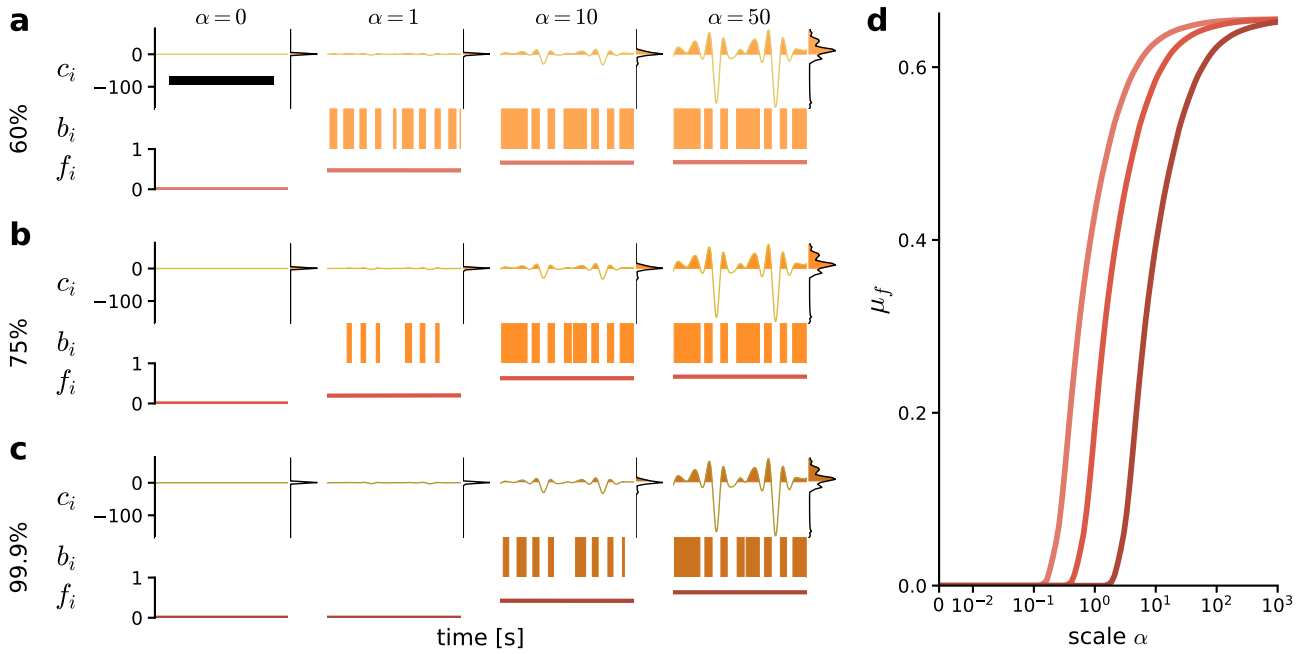 a
α = 0
α = 1
α = 10
α = 50
d
60%
c_i
0
−100
b_i
f_i
1
0
b
75%
c_i
0
−100
b_i
f_i
1
0
c
99.9%
c_i
0
−100
b_i
f_i
1
0
time [s]
μ_f
0.6
0.4
0.2
0.0
0
10^−2
10^−1
10^0
10^1
10^2
10^3
scale α